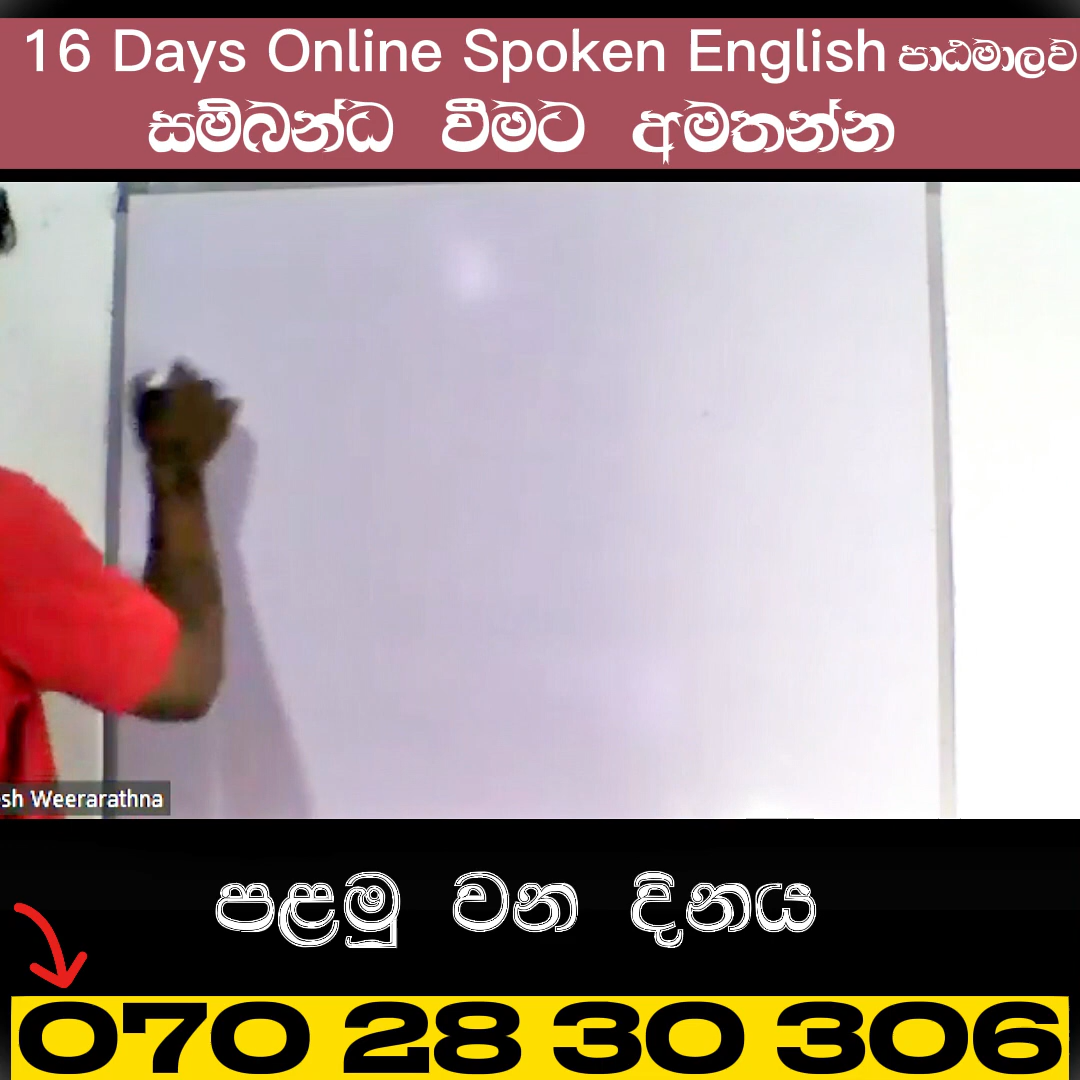 16 Days Online Spoken English පාඨමාලව
සම්බන්ධ වීමට අමතන්න
sh Weerarathna
පළමු වන දිනය
070 28 30 306